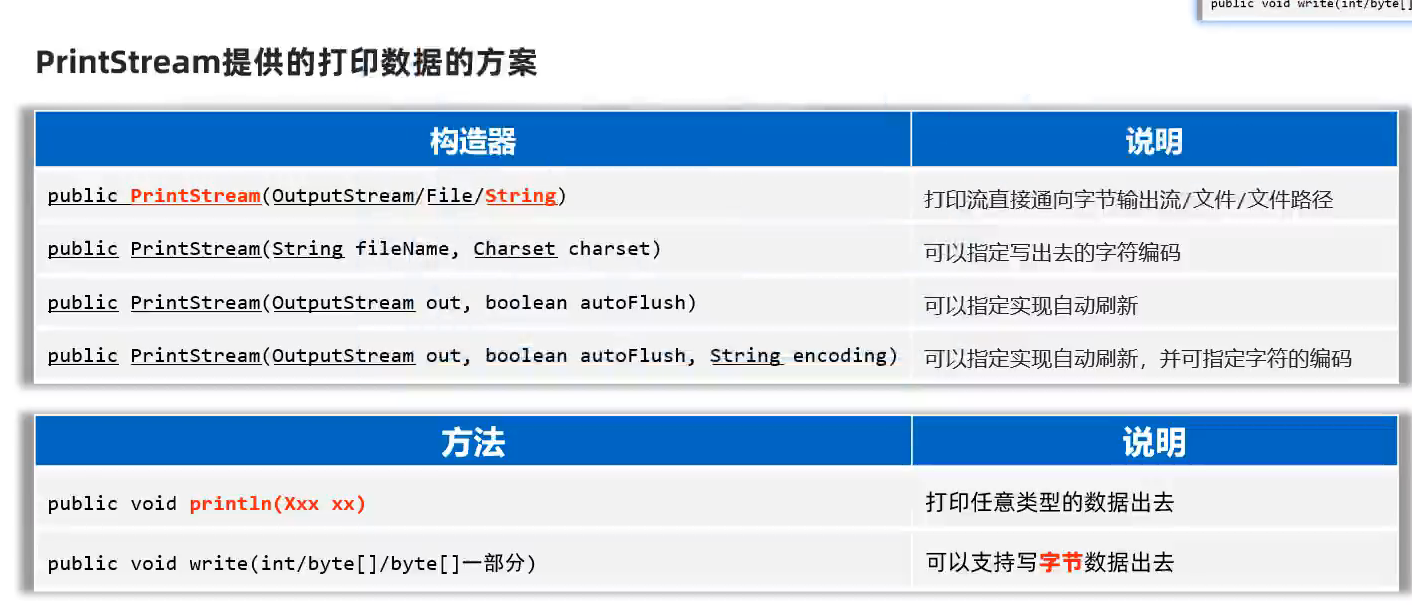 public void write(int/byte[]
PrintStream提供的打印数据的方案
构造器 说明
public PrintStream(OutputStream/File/String) 打印流直接通向字节输出流/文件/文件路径
public PrintStream(String fileName, Charset charset) 可以指定写出去的字符编码
public PrintStream(OutputStream out, boolean autoFlush) 可以指定实现自动刷新
public PrintStream(OutputStream out, boolean autoFlush, String encoding) 可以指定实现自动刷新，并可指定字符的编码
方法 说明
public void println(Xxx xx) 打印任意类型的数据出去
public void write(int/byte[]/byte[]一部分) 可以支持写字节数据出去